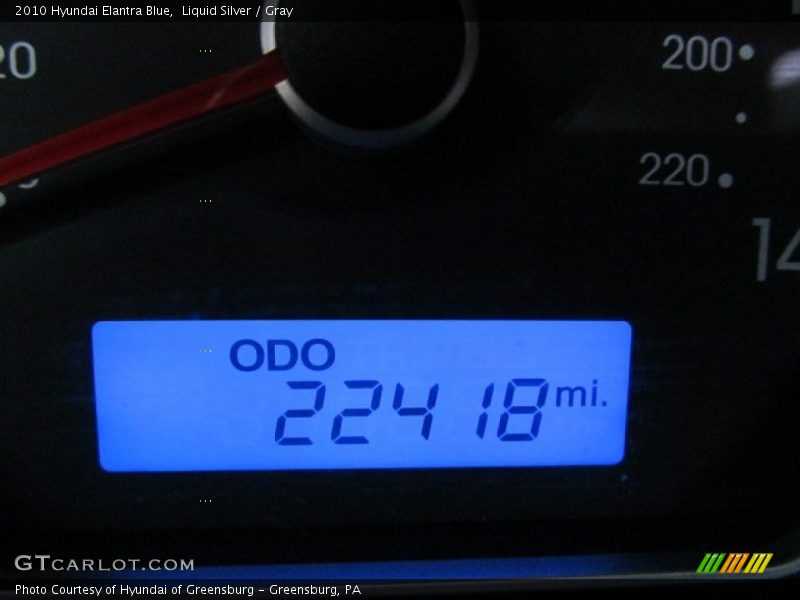 2010 Hyundai Elantra Blue,  Liquid Silver / Gray
20
200
220
14
ODO
22418 mi.
GTCARLOT.COM
Photo Courtesy of Hyundai of Greensburg - Greensburg, PA